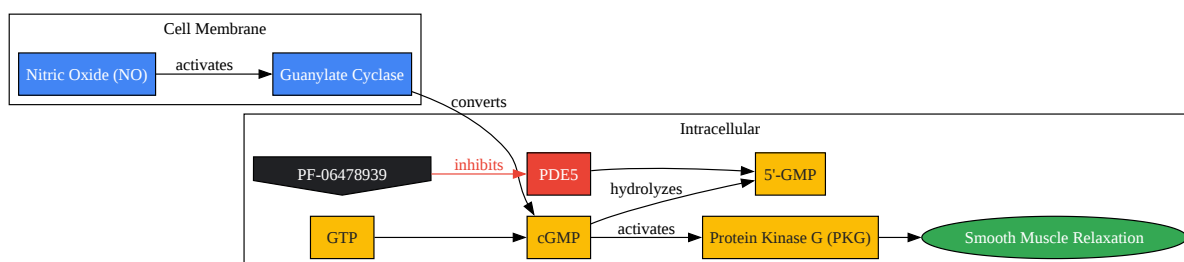 Cell Membrane
Nitric Oxide (NO)
activates
Guanylate Cyclase
converts
Intracellular
PF-06478939
inhibits
PDE5
5'-GMP
hydrolyzes
GTP
cGMP
activates
Protein Kinase G (PKG)
Smooth Muscle Relaxation